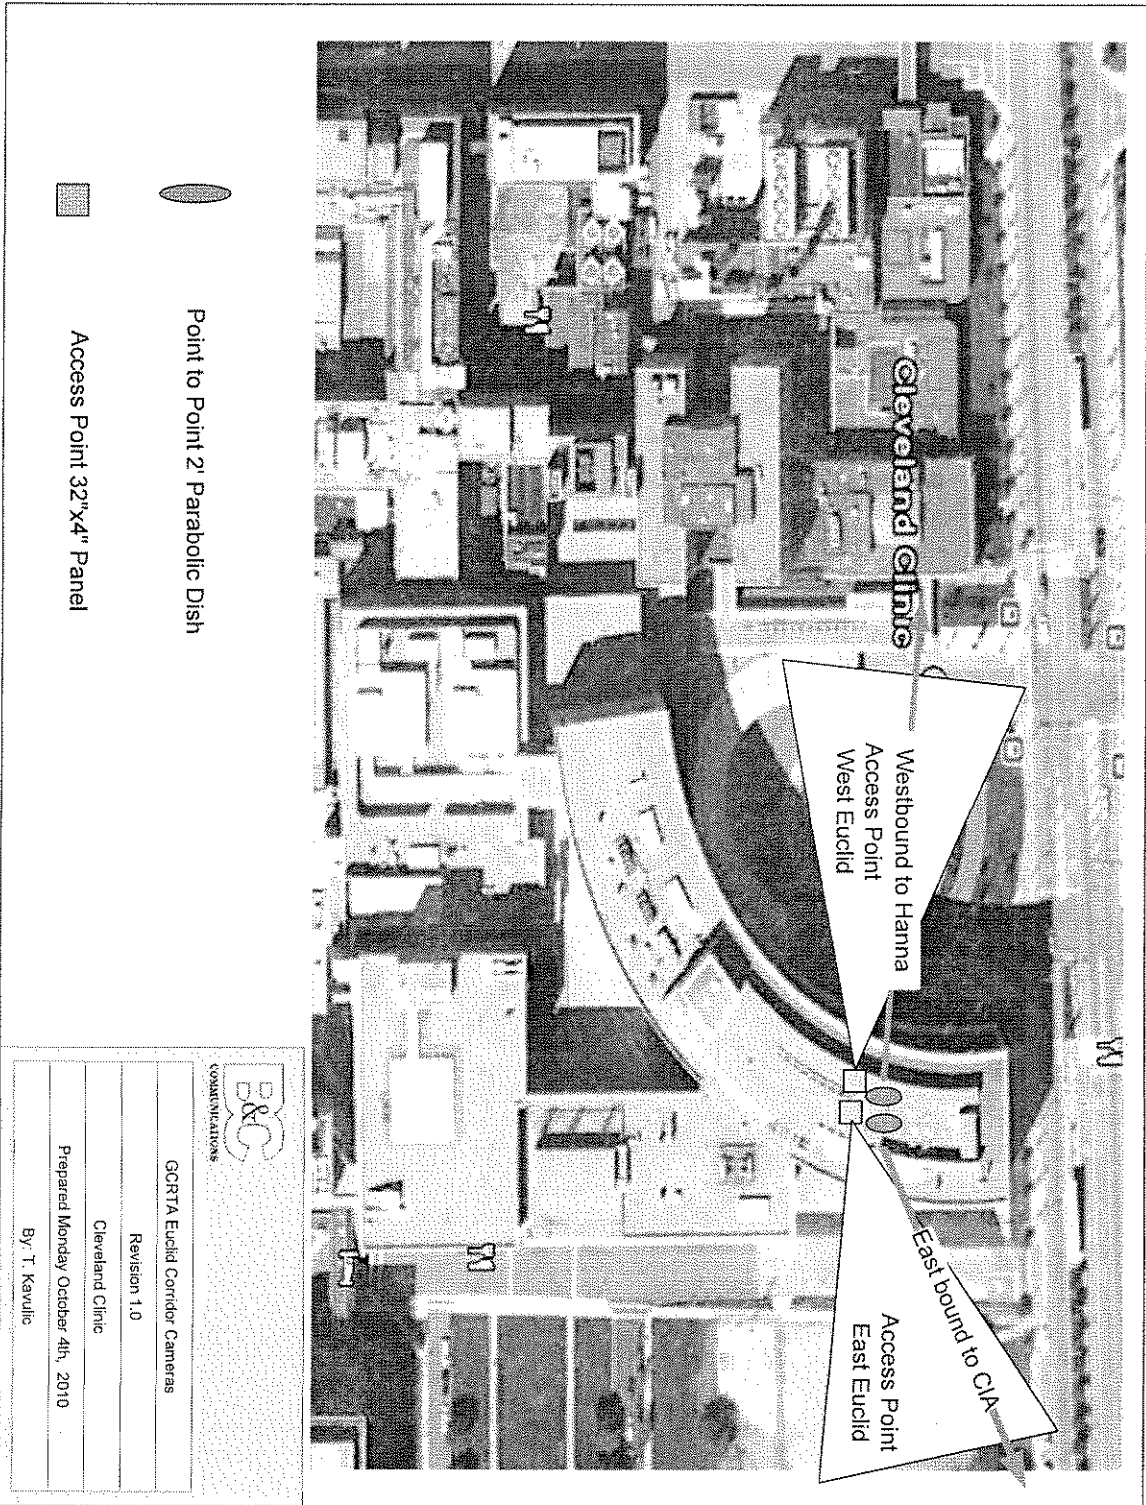 Cleveland Clinic
Westbound to Hanna
Access Point
West Euclid
East bound to CIA
Access Point
East Euclid
Point to Point 2' Parabolic Dish
Access Point 32"x4" Panel
B&C
COMMUNICATIONS
GCRTA Euclid Corridor Cameras
Revision 1.0
Cleveland Clinic
Prepared Monday October 4th, 2010
By: T. Kavulic